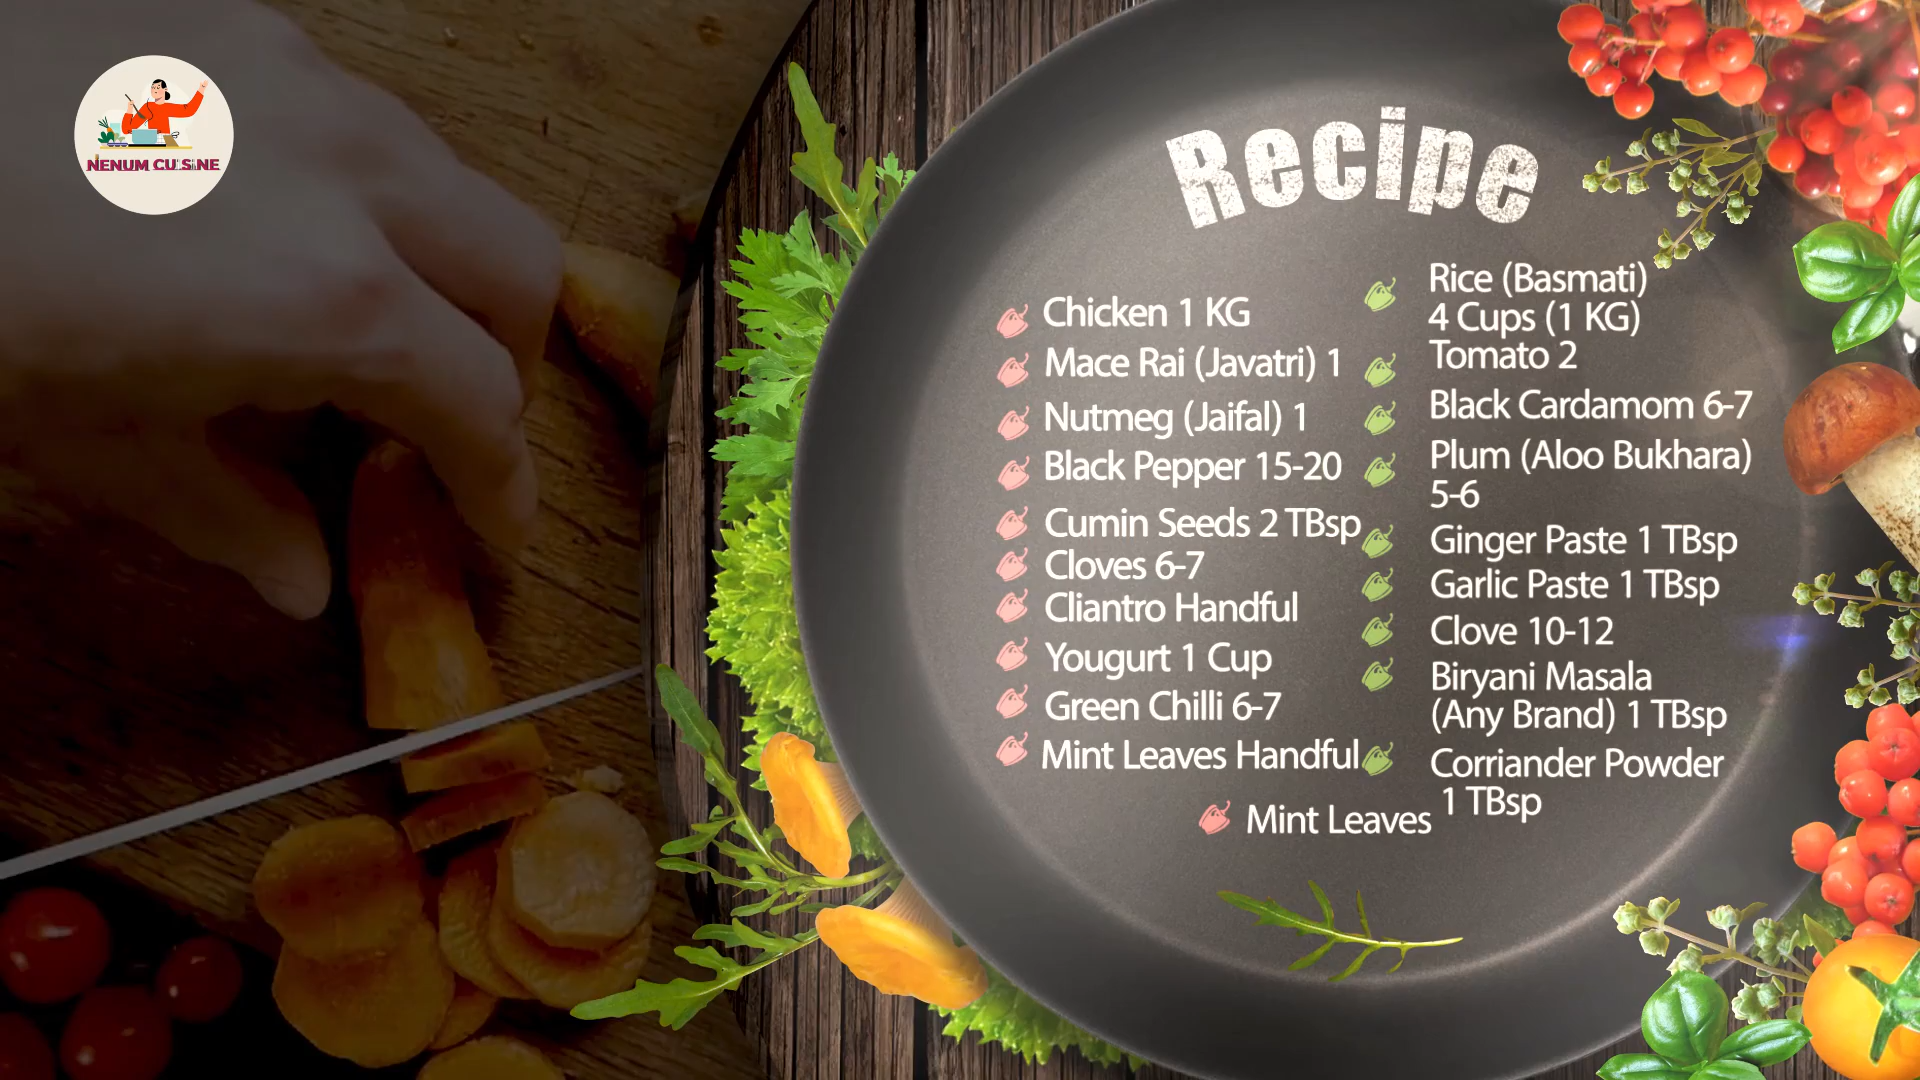 NENUM CUISINE
Recipe
Chicken 1 KG
Mace Rai (Javatri) 1
Nutmeg (Jaifal) 1
Black Pepper 15-20
Cumin Seeds 2 TBsp
Cloves 6-7
Cliantro Handful
Yougurt 1 Cup
Green Chilli 6-7
Mint Leaves Handful
Mint Leaves
Rice (Basmati)
4 Cups (1 KG)
Tomato 2
Black Cardamom 6-7
Plum (Aloo Bukhara)
5-6
Ginger Paste 1 TBsp
Garlic Paste 1 TBsp
Clove 10-12
Biryani Masala
(Any Brand) 1 TBsp
Corriander Powder
1 TBsp